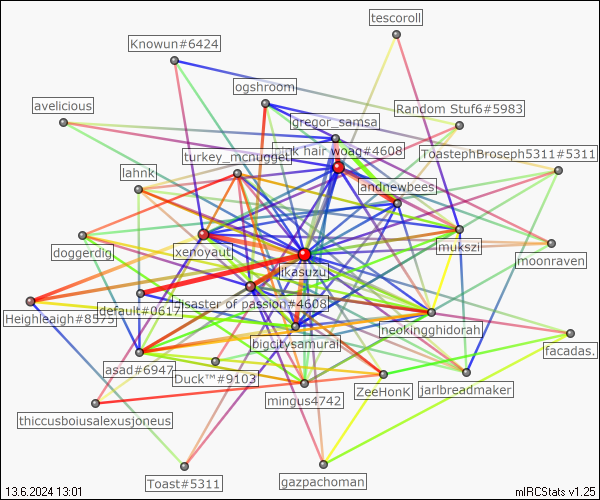 tescoroll
Knowun#6424
ogshroom
avelicious
Random Stuf6#5983
gregor_samsa
pink hair woag#4608
turkey_mcnugget
ToastephBroseph5311#5311
lahnk
andnewbees
doggerdig
xenoyaut
mukszi
moonraven
ikasuzu
disaster of passion#4608
default#0617
Heighleaigh#8575
neokingghidorah
bigcitysamurai
facadas.
asad#6947
Duck™#9103
ZeeHonK
jarlbreadmaker
mingus4742
thiccusboiusalexusjoneus
Toast#5311
gazpachoman
13.6.2024 13:01
mIRCStats v1.25